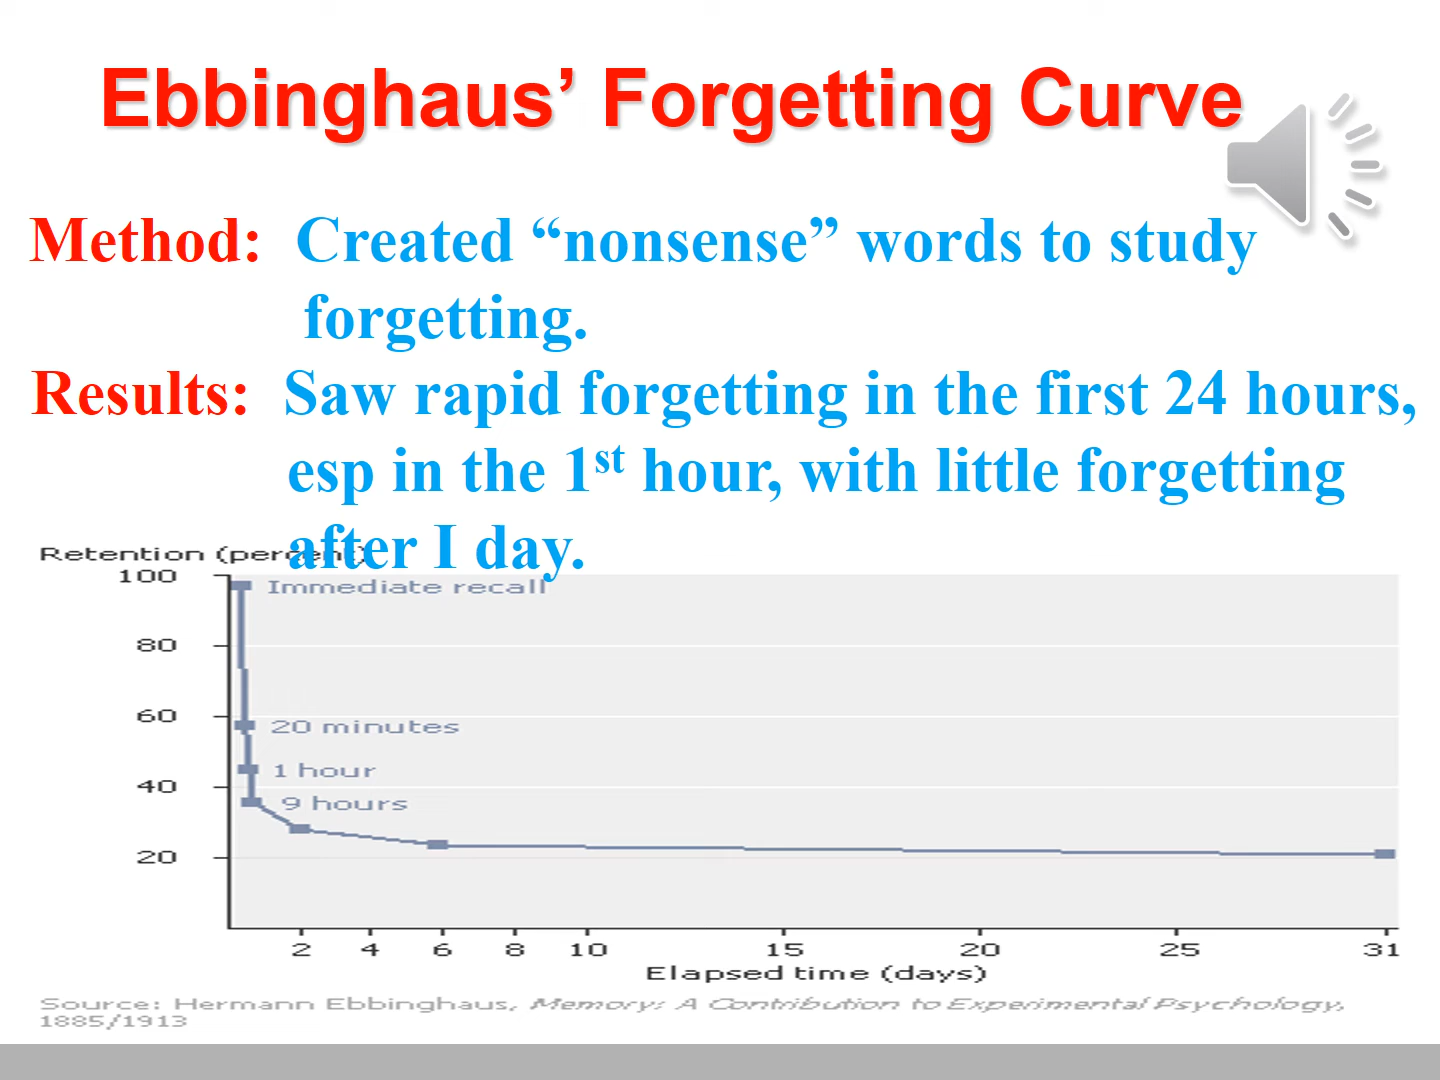 Ebbinghaus’ Forgetting Curve
Method: Created “nonsense” words to study
forgetting.
Results: Saw rapid forgetting in the first 24 hours,
esp in the 1st hour, with little forgetting
after I day.
Retention (percent)
100
Immediate recall
80
60
20 minutes
1 hour
40
9 hours
20
2 4 6 8 10 15 20 25 31
Elapsed time (days)
Source: Hermann Ebbinghaus, Memory: A Contribution to Experimental Psychology,
1885/1913